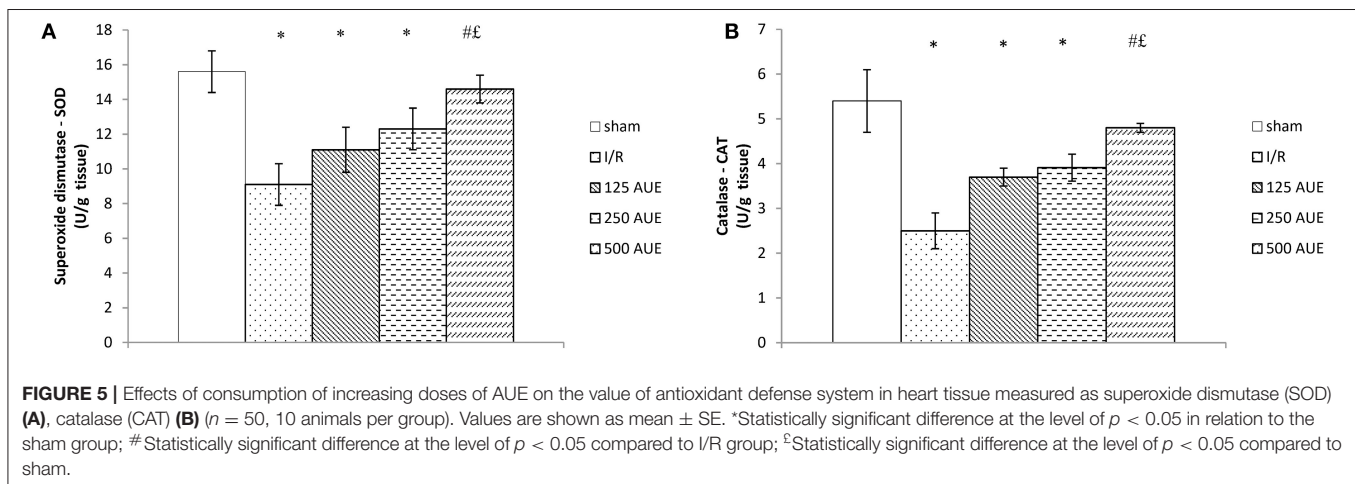 A
* * * #£
18
16
14
12
10
8
6
4
2
0
Superoxide dismutase - SOD
(U/g tissue)
sham
I/R
125 AUE
250 AUE
500 AUE
B
* * * #£
7
6
5
4
3
2
1
0
Catalase - CAT
(U/g tissue)
sham
I/R
125 AUE
250 AUE
500 AUE
FIGURE 5 | Effects of consumption of increasing doses of AUE on the value of antioxidant defense system in heart tissue measured as superoxide dismutase (SOD)
(A), catalase (CAT) (B) (n = 50, 10 animals per group). Values are shown as mean ± SE. *Statistically significant difference at the level of p < 0.05 in relation to the
sham group; #Statistically significant difference at the level of p < 0.05 compared to I/R group; £Statistically significant difference at the level of p < 0.05 compared to
sham.